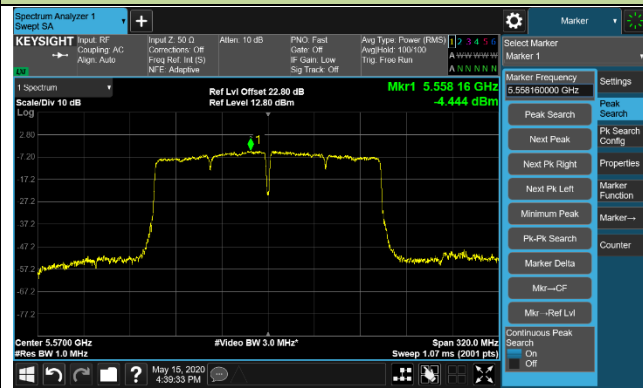 Spectrum Analyzer 1
Swept SA
Marker
KEYSIGHT
Input: RF
Coupling: AC
Align: Auto
Input Z: 50 Ω
Corrections: Off
Freq Ref: Int (S)
NFE: Adaptive
Atten: 10 dB
PNO: Fast
Gate: Off
IF Gain: Low
Sig Track: Off
Avg Type: Power (RMS)
Avg|Hold: 100/100
Trig: Free Run
1 2 3 4 5 6
A W W W W W
A N N N N N
LXI
Select Marker
Marker 1
1 Spectrum
Scale/Div 10 dB
Log
Ref Lvl Offset 22.80 dB
Ref Level 12.80 dBm
Mkr1 5.558 16 GHz
-4.444 dBm
2.80
-7.20
-17.2
-27.2
-37.2
-47.2
-57.2
-67.2
-77.2
1
Center 5.5700 GHz
#Res BW 1.0 MHz
#Video BW 3.0 MHz*
Span 320.0 MHz
Sweep 1.07 ms (2001 pts)
Marker Frequency
5.558160000 GHz
Peak Search
Next Peak
Next Pk Right
Next Pk Left
Minimum Peak
Pk-Pk Search
Marker Delta
Mkr→CF
Mkr→Ref Lvl
Continuous Peak
Search
On
Off
Settings
Peak
Search
Pk Search
Config
Properties
Marker
Function
Marker→
Counter
May 15, 2020
4:39:33 PM